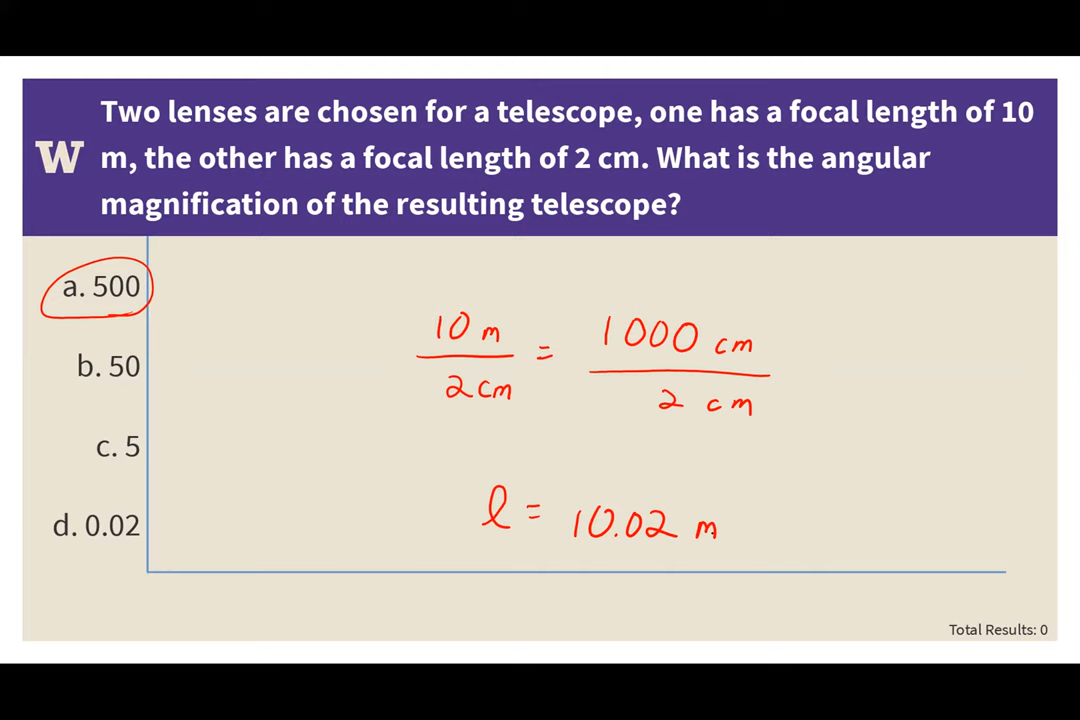 Two lenses are chosen for a telescope, one has a focal length of 10
W m, the other has a focal length of 2 cm. What is the angular
magnification of the resulting telescope?
a. 500
b. 50
c. 5
d. 0.02
10 m / 2 cm = 1000 cm / 2 cm
l = 10.02 m
Total Results: 0